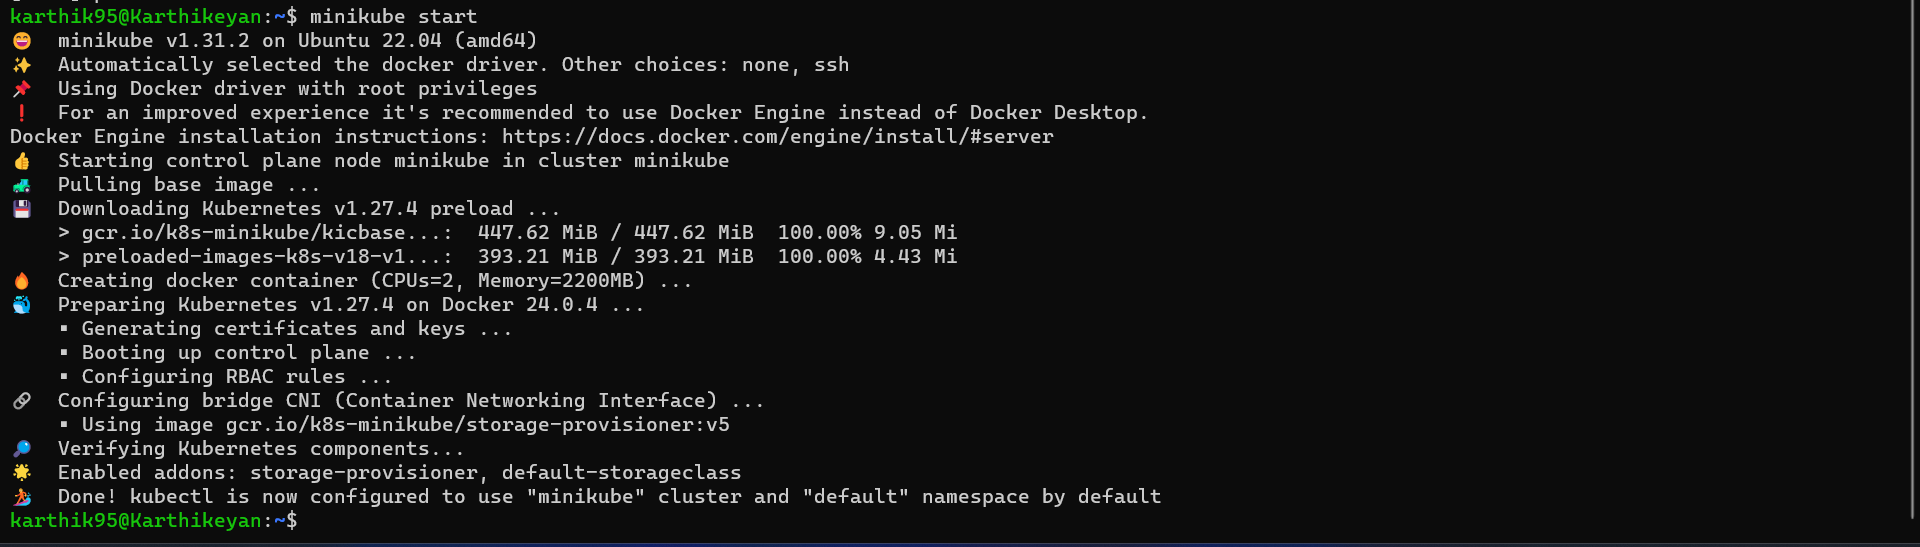 karthik95@Karthikeyan:~$ minikube start
😄  minikube v1.31.2 on Ubuntu 22.04 (amd64)
✨  Automatically selected the docker driver. Other choices: none, ssh
📌  Using Docker driver with root privileges
❗  For an improved experience it's recommended to use Docker Engine instead of Docker Desktop.
Docker Engine installation instructions: https://docs.docker.com/engine/install/#server
👍  Starting control plane node minikube in cluster minikube
🚜  Pulling base image ...
💾  Downloading Kubernetes v1.27.4 preload ...
    > gcr.io/k8s-minikube/kicbase...:  447.62 MiB / 447.62 MiB  100.00% 9.05 Mi
    > preloaded-images-k8s-v18-v1...:  393.21 MiB / 393.21 MiB  100.00% 4.43 Mi
🔥  Creating docker container (CPUs=2, Memory=2200MB) ...
🐳  Preparing Kubernetes v1.27.4 on Docker 24.0.4 ...
    ▪ Generating certificates and keys ...
    ▪ Booting up control plane ...
    ▪ Configuring RBAC rules ...
🔗  Configuring bridge CNI (Container Networking Interface) ...
    ▪ Using image gcr.io/k8s-minikube/storage-provisioner:v5
🔎  Verifying Kubernetes components...
🌟  Enabled addons: storage-provisioner, default-storageclass
🏄  Done! kubectl is now configured to use "minikube" cluster and "default" namespace by default
karthik95@Karthikeyan:~$